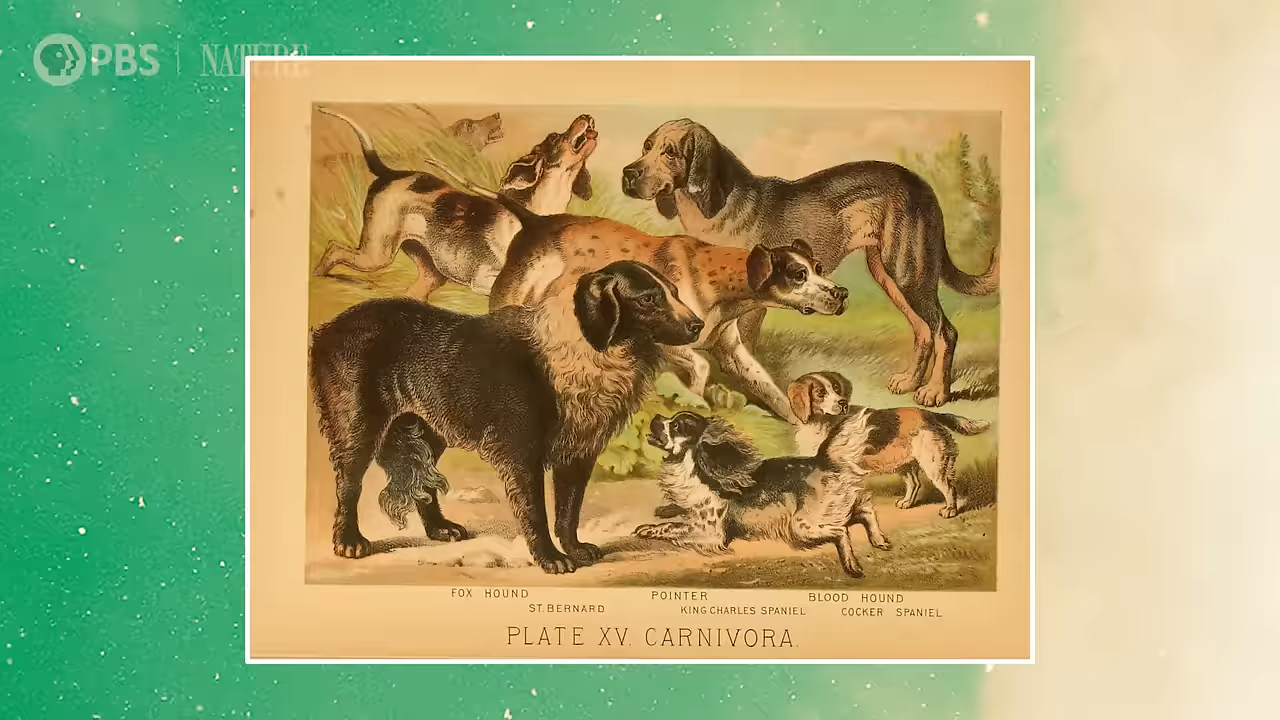 PBS | NATURE
FOX HOUND POINTER BLOOD HOUND
ST. BERNARD KING CHARLES SPANIEL COCKER SPANIEL
PLATE XV. CARNIVORA.